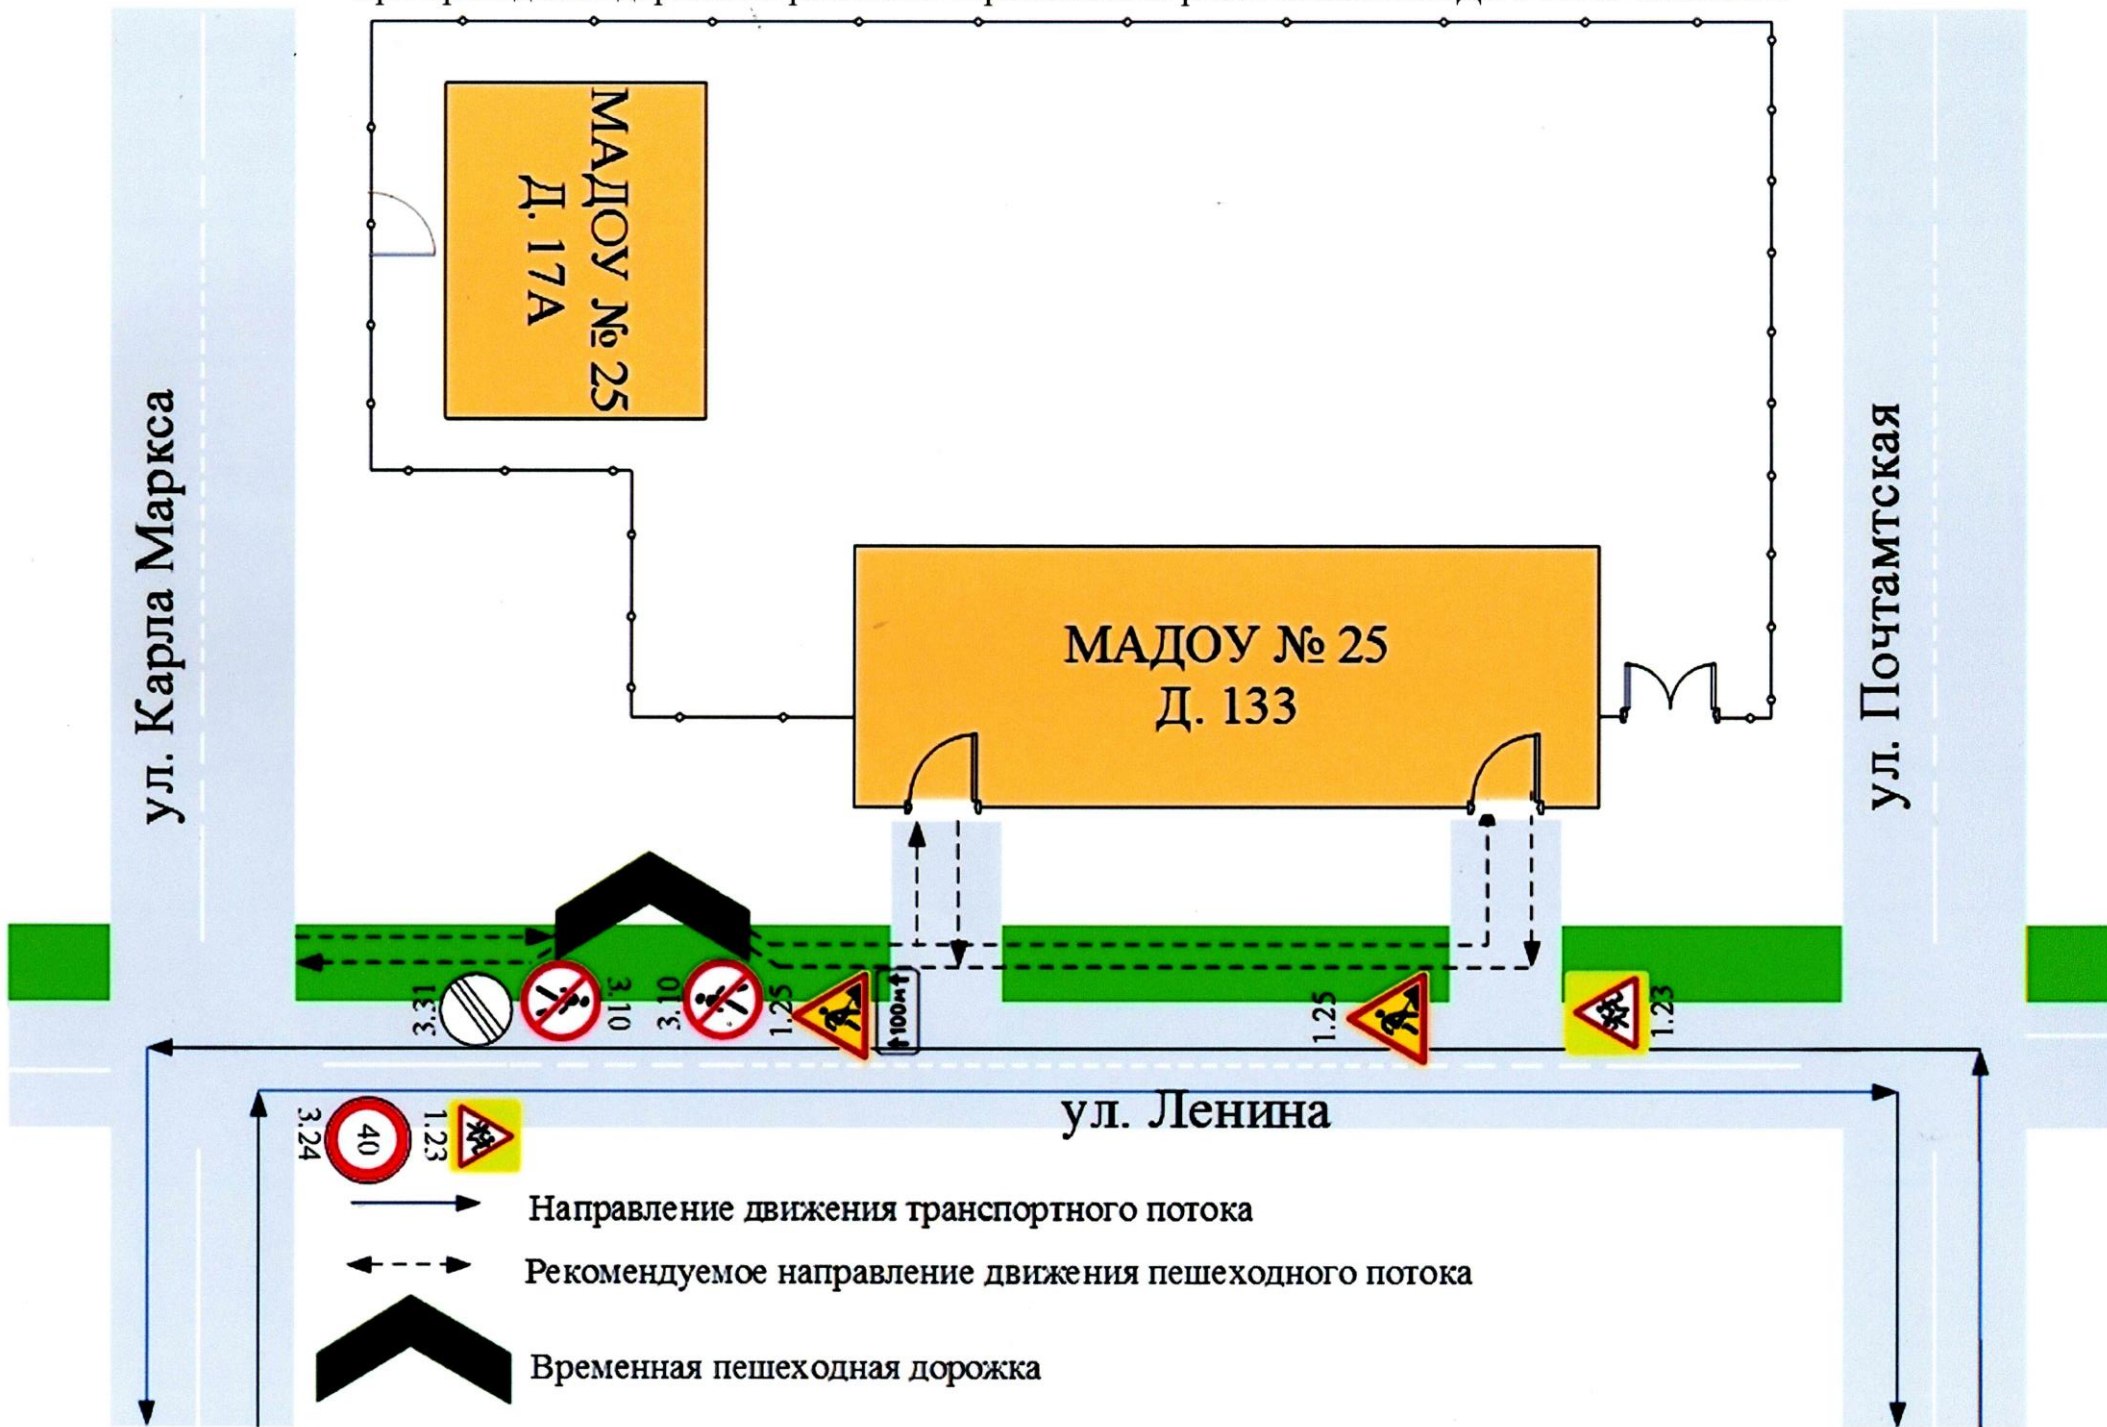 МАДОУ № 25
Д. 17А
ул. Карла Маркса
ул. Почтамтская
МАДОУ № 25
Д. 133
3.31
3.10
3.10
1.25
100м
1.25
1.23
ул. Ленина
3.24
40
1.23
Направление движения транспортного потока
Рекомендуемое направление движения пешеходного потока
Временная пешеходная дорожка